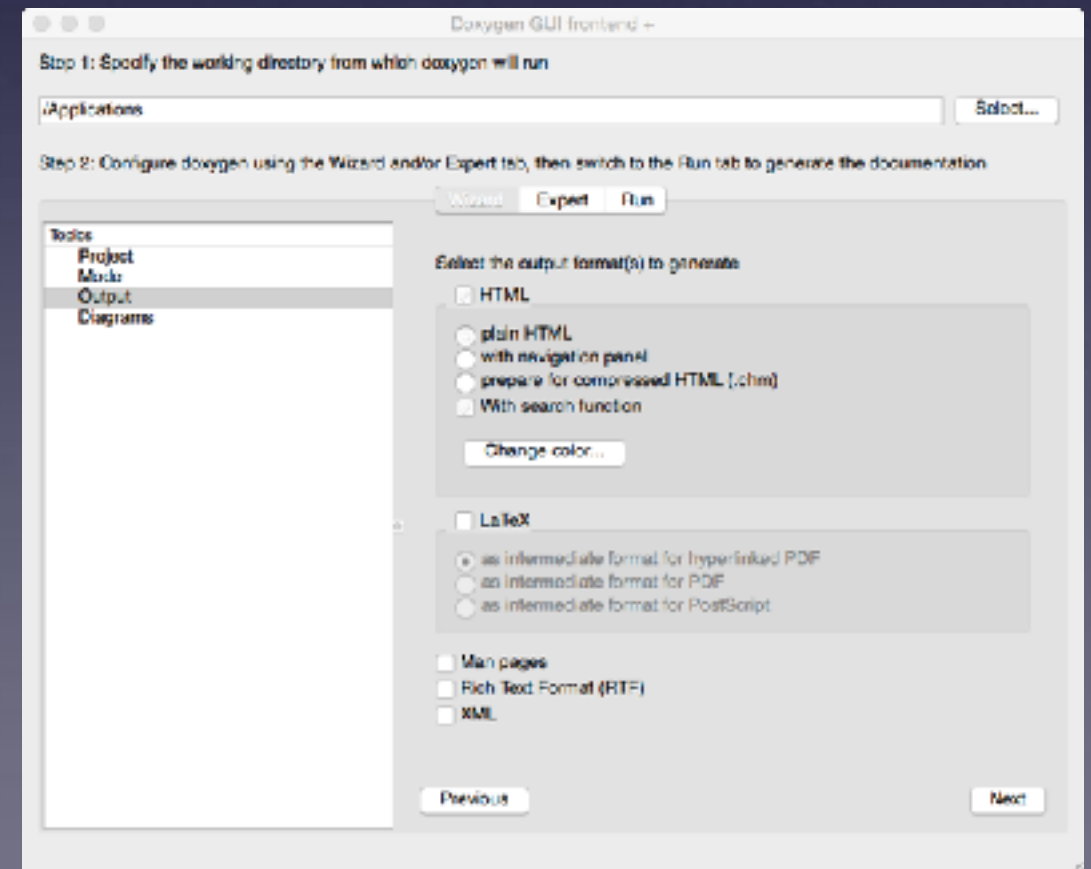 Doxygen GUI frontend +
Step 1: Specify the working directory from which doxygen will run
/Applications
Select...
Step 2: Configure doxygen using the Wizard and/or Expert tab, then switch to the Run tab to generate the documentation
Wizard Expert Run
Topics
Project
Mode
Output
Diagrams
Select the output format(s) to generate
HTML
plain HTML
with navigation panel
prepare for compressed HTML (.chm)
With search function
Change color...
LaTeX
as intermediate format for hyperlinked PDF
as intermediate format for PDF
as intermediate format for PostScript
Man pages
Rich Text Format (RTF)
XML
Previous
Next